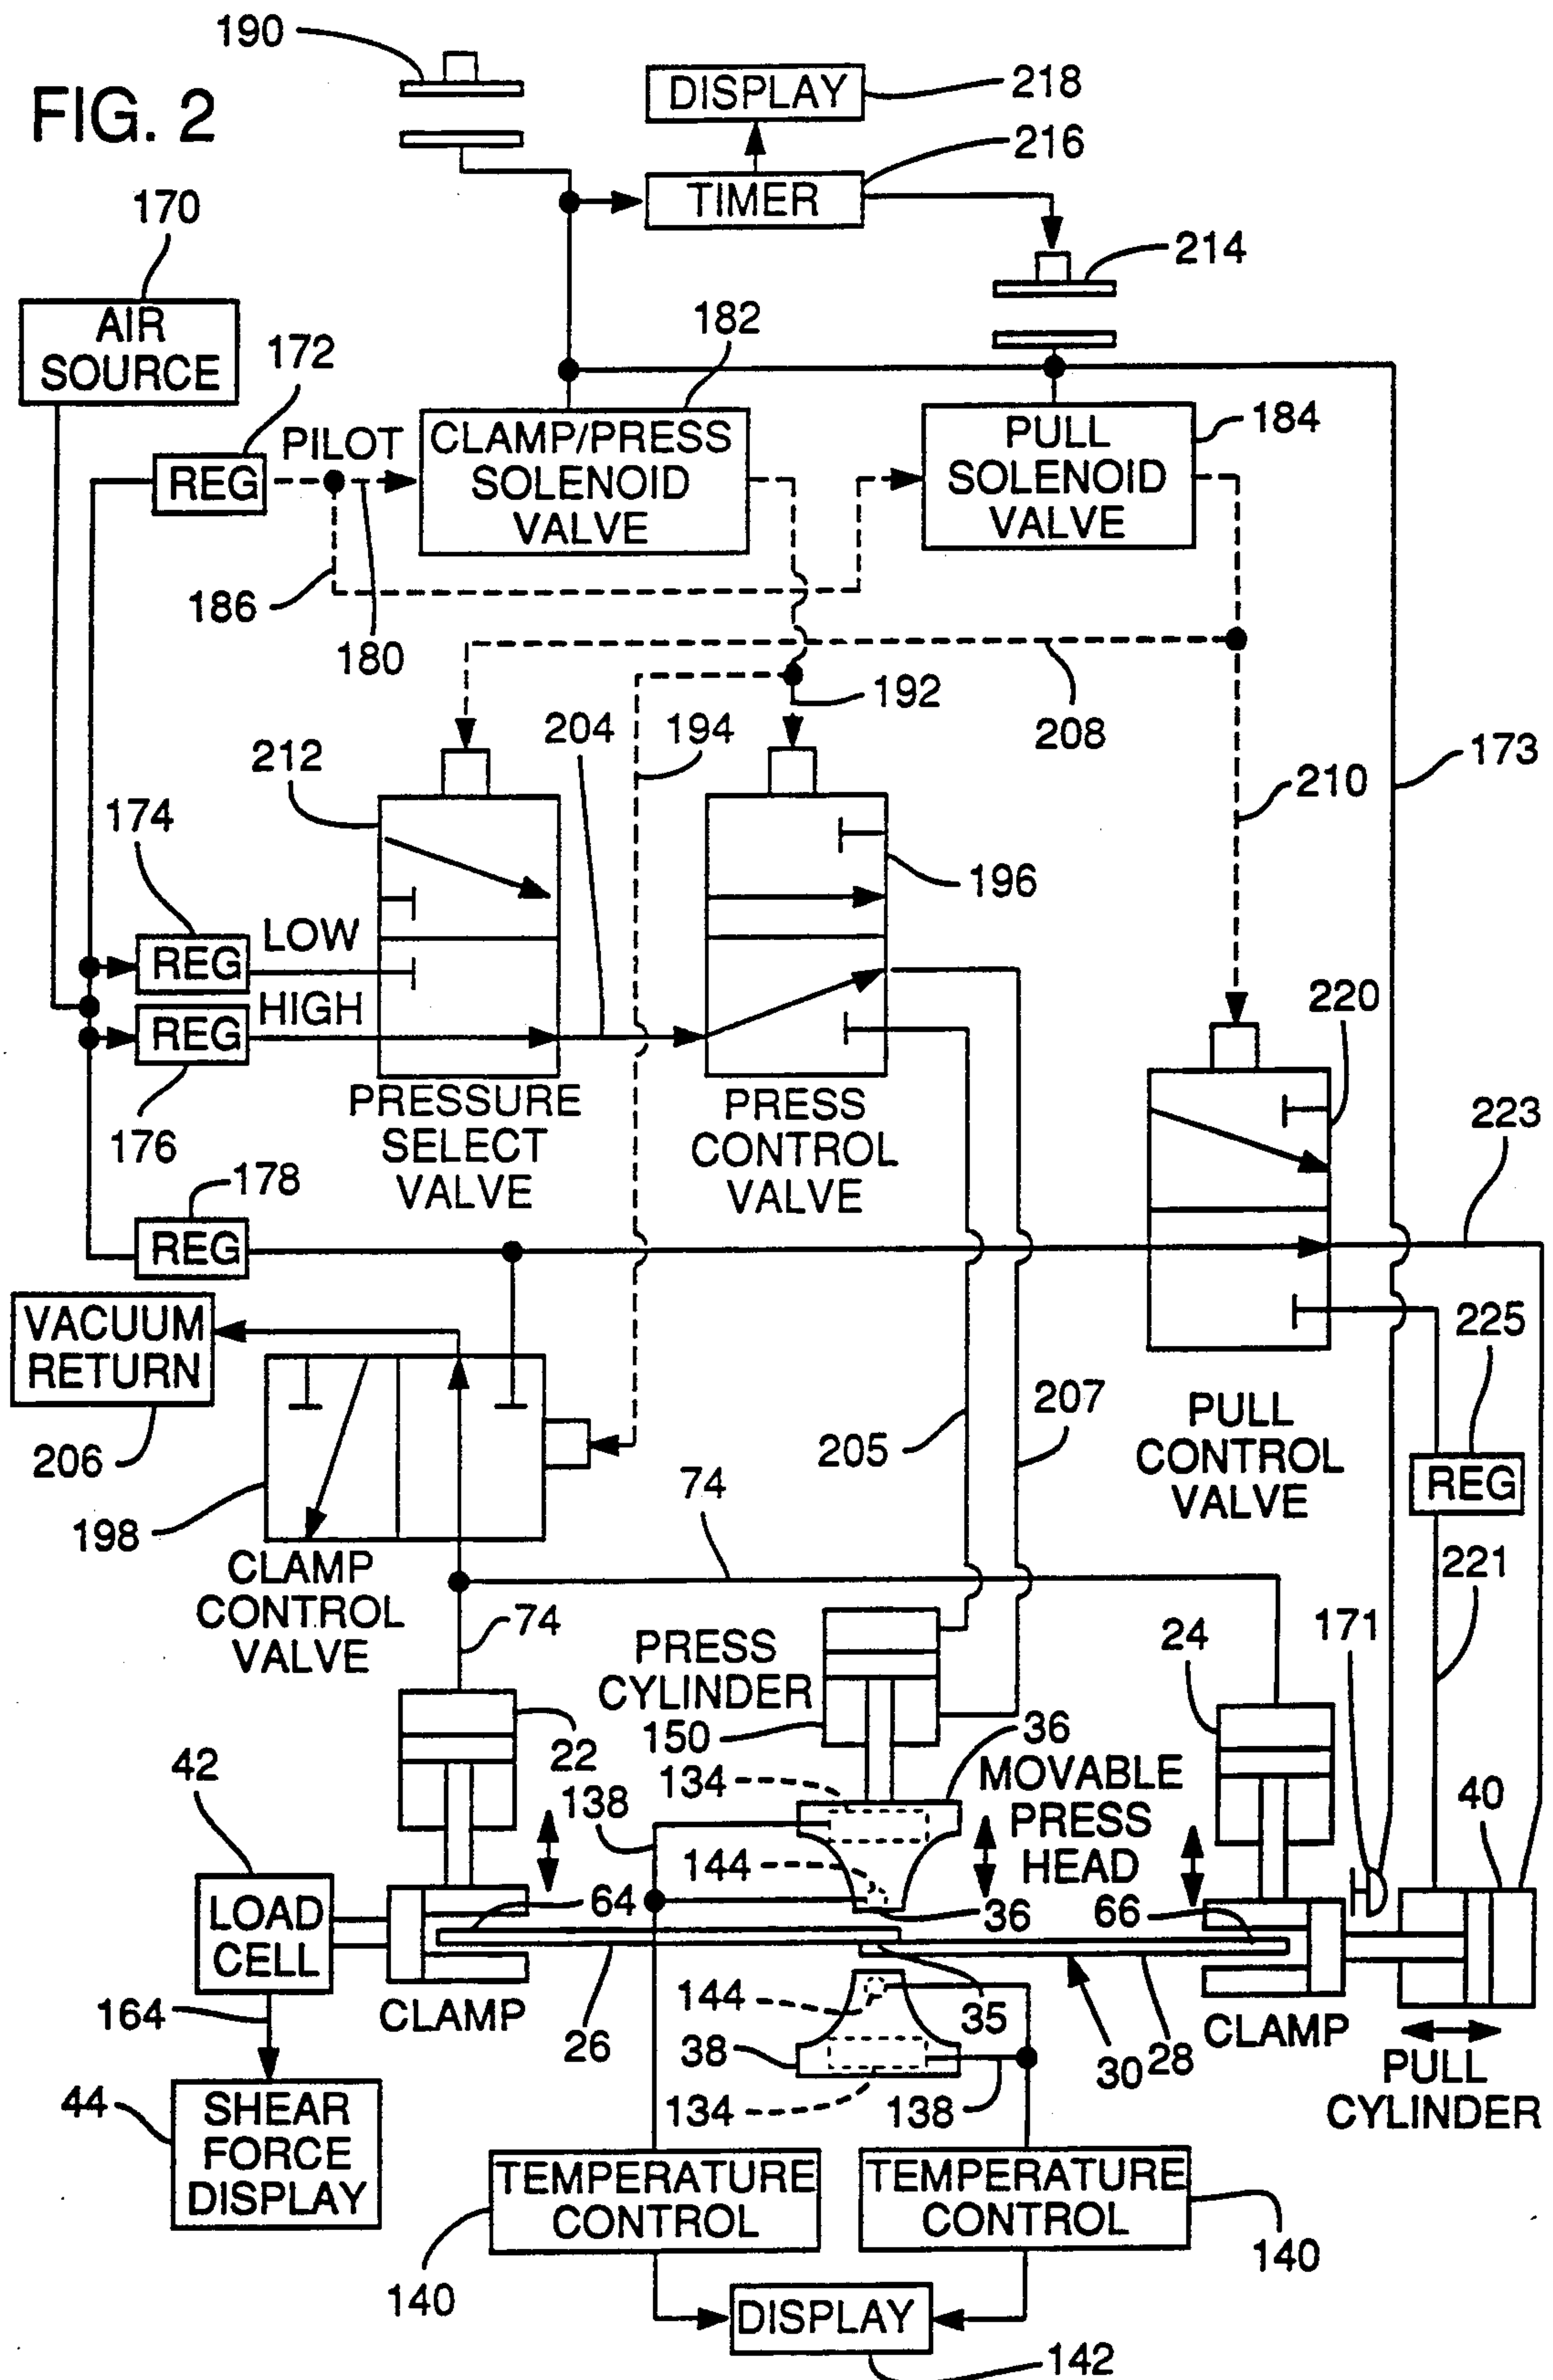 FIG. 2
190
DISPLAY
218
216
TIMER
170
214
AIR
SOURCE
172
182
184
PILOT
REG
CLAMP/PRESS
SOLENOID
VALVE
PULL
SOLENOID
VALVE
186
180
192
208
204
194
212
173
210
174
196
LOW
REG
HIGH
REG
220
176
PRESSURE
SELECT
VALVE
PRESS
CONTROL
VALVE
223
178
REG
VACUUM
RETURN
225
207
205
PULL
CONTROL
VALVE
206
REG
74
198
CLAMP
CONTROL
VALVE
221
74
PRESS
CYLINDER
150
24
171
22
36
42
134
MOVABLE
PRESS
HEAD
40
138
144
LOAD
CELL
64
36
66
164
CLAMP
26
144
35
38
30
28
CLAMP
134
138
PULL
CYLINDER
44
SHEAR
FORCE
DISPLAY
TEMPERATURE
CONTROL
TEMPERATURE
CONTROL
140
140
DISPLAY
142